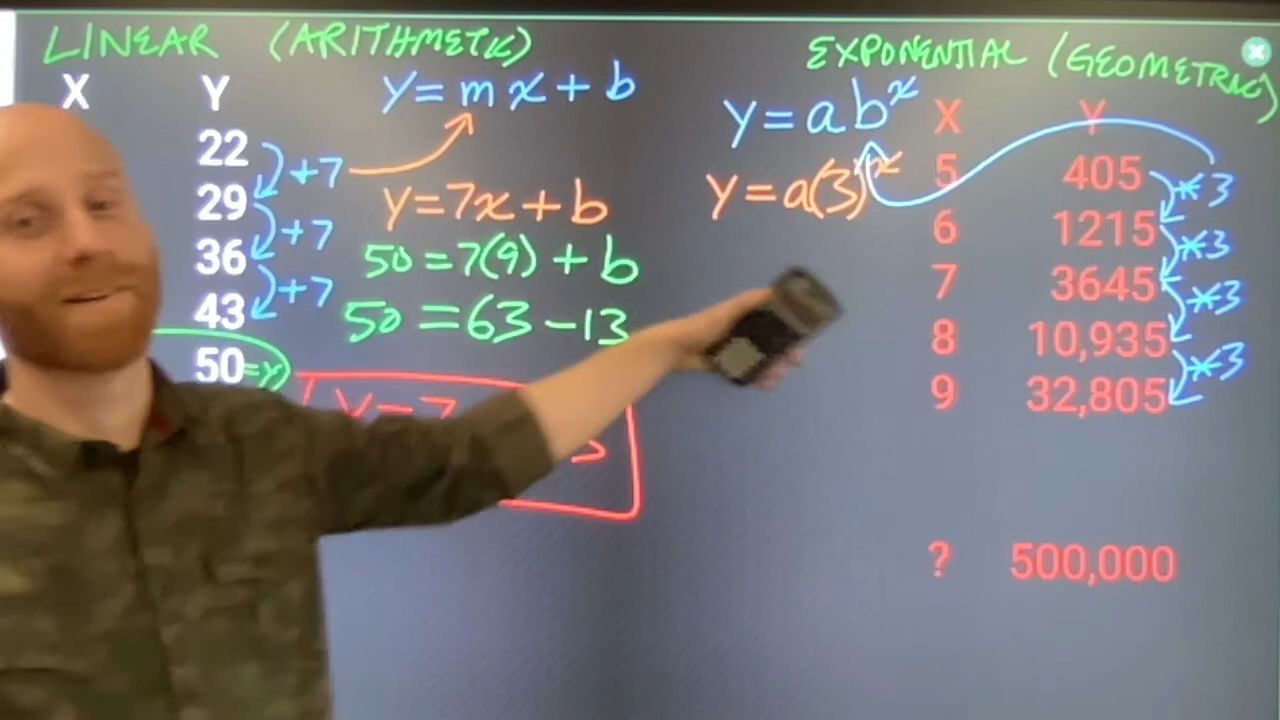 LINEAR (ARITHMETIC)
X Y
22
29
36
43
50 =y
+7
+7
+7
y=mx+b
y=7x+b
50=7(9)+b
50=63-13
y=7
EXPONENTIAL (GEOMETRIC)
y=ab^x
y=a(3)^x
X Y
5 405
6 1215
7 3645
8 10,935
9 32,805
*3
*3
*3
*3
? 500,000